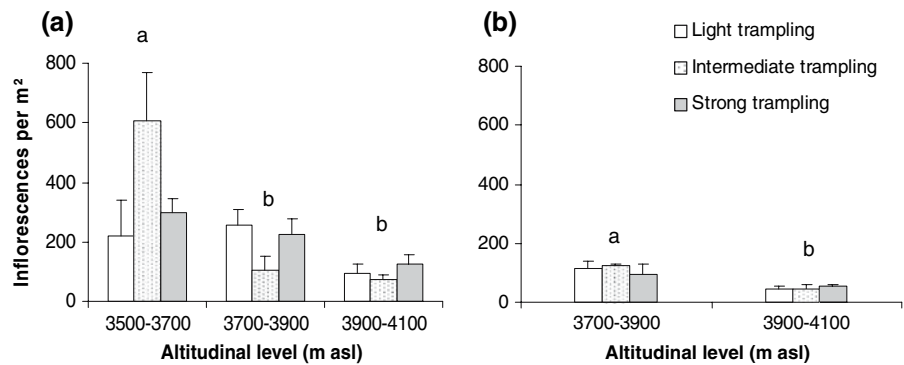 (a)
a
800
600
400
200
0
b
b
Inflorescences per m²
3500-3700 3700-3900 3900-4100
Altitudinal level (m asl)
(b)
Light trampling
Intermediate trampling
Strong trampling
800
600
400
200
0
a
b
3700-3900 3900-4100
Altitudinal level (m asl)